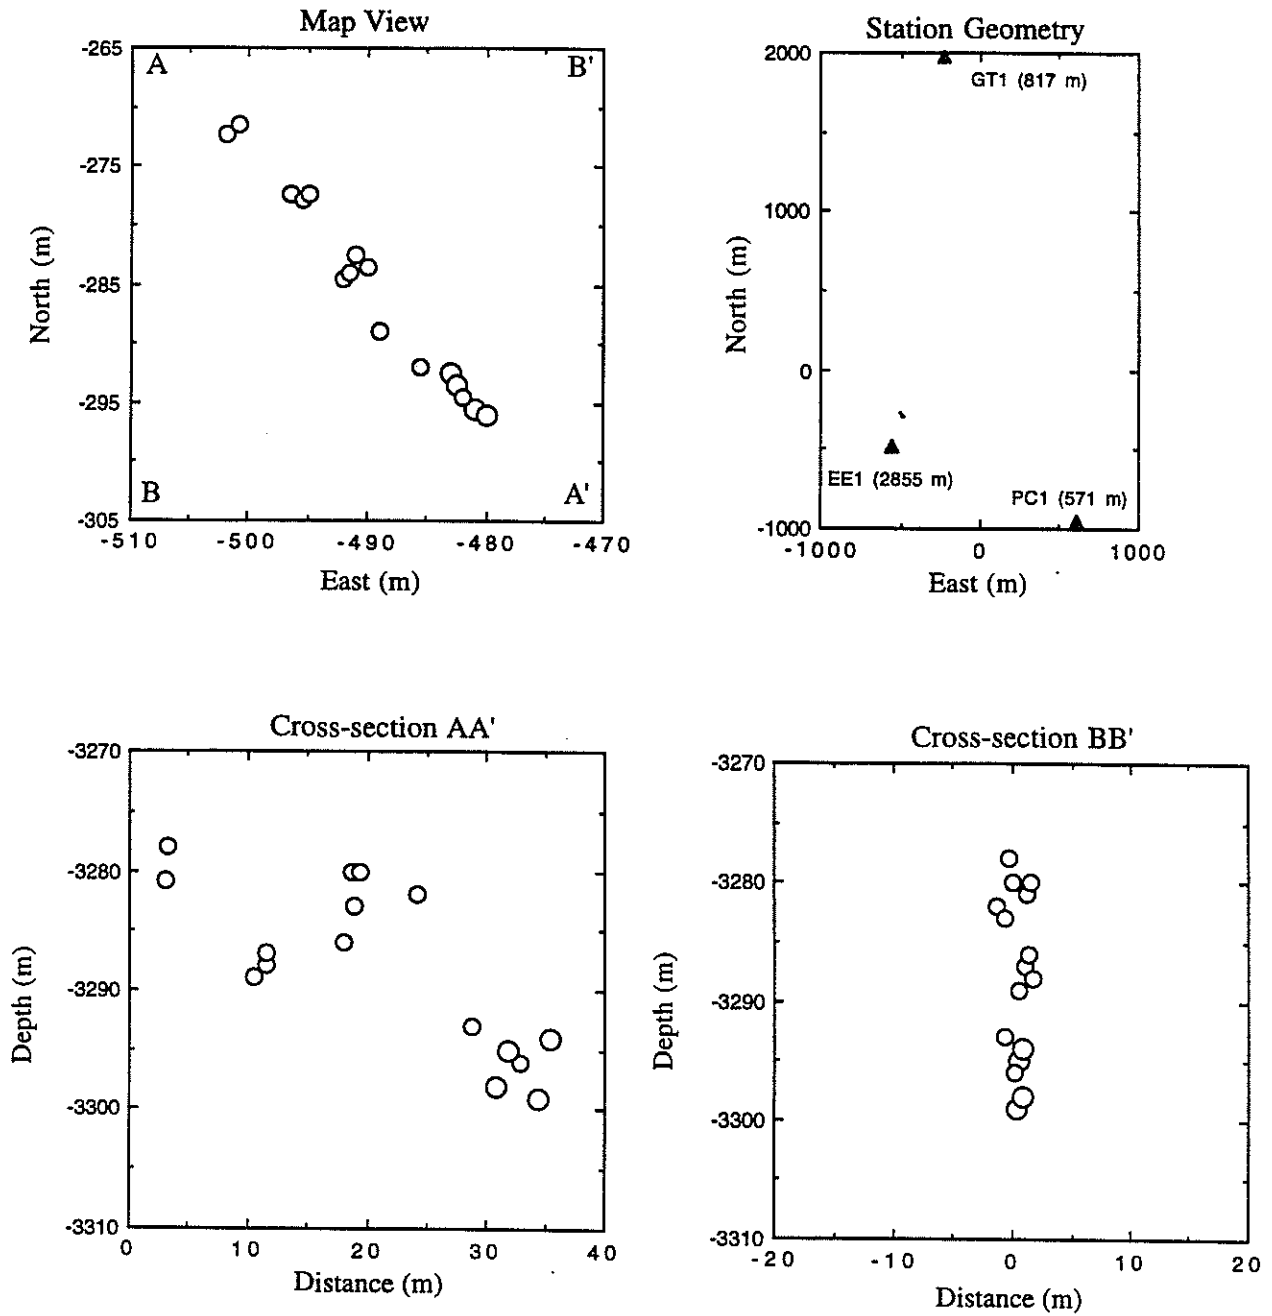 Map View
-265
A
B'
-275
-285
-295
B
A'
-305
-510
-500
-490
-480
-470
North (m)
East (m)
Station Geometry
2000
GT1 (817 m)
1000
0
EE1 (2855 m)
PC1 (571 m)
-1000
-1000
0
1000
North (m)
East (m)
Cross-section AA'
-3270
-3280
-3290
-3300
-3310
0
10
20
30
40
Depth (m)
Distance (m)
Cross-section BB'
-3270
-3280
-3290
-3300
-3310
-20
-10
0
10
20
Depth (m)
Distance (m)